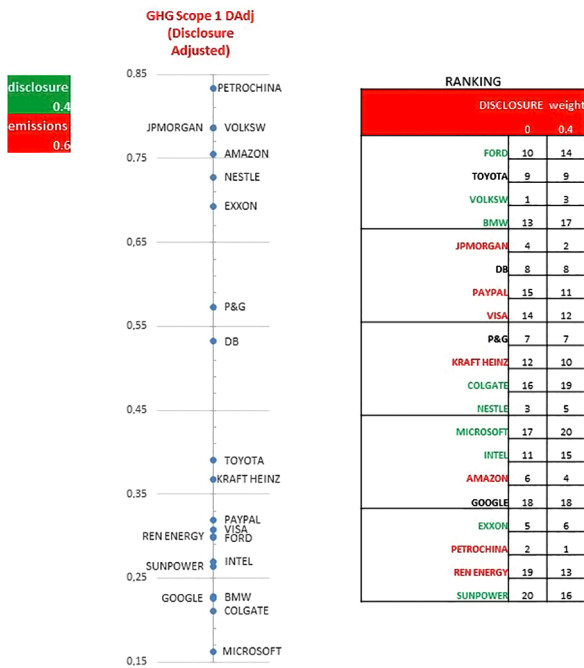 GHG Scope 1 DAdj
(Disclosure
Adjusted)
disclosure
0.4
emissions
0.6
0,85
PETROCHINA
JPMORGAN VOLKSW
AMAZON
0,75
NESTLE
EXXON
0,65
P&G
0,55
DB
0,45
TOYOTA
KRAFT HEINZ
0,35
PAYPAL
VISA
REN ENERGY FORD
INTEL
SUNPOWER
0,25
GOOGLE BMW
COLGATE
MICROSOFT
0,15
RANKING
DISCLOSURE weight
0 0.4
FORD 10 14
TOYOTA 9 9
VOLKSW 1 3
BMW 13 17
JPMORGAN 4 2
DB 8 8
PAYPAL 15 11
VISA 14 12
P&G 7 7
KRAFT HEINZ 12 10
COLGATE 16 19
NESTLE 3 5
MICROSOFT 17 20
INTEL 11 15
AMAZON 6 4
GOOGLE 18 18
EXXON 5 6
PETROCHINA 2 1
REN ENERGY 19 13
SUNPOWER 20 16